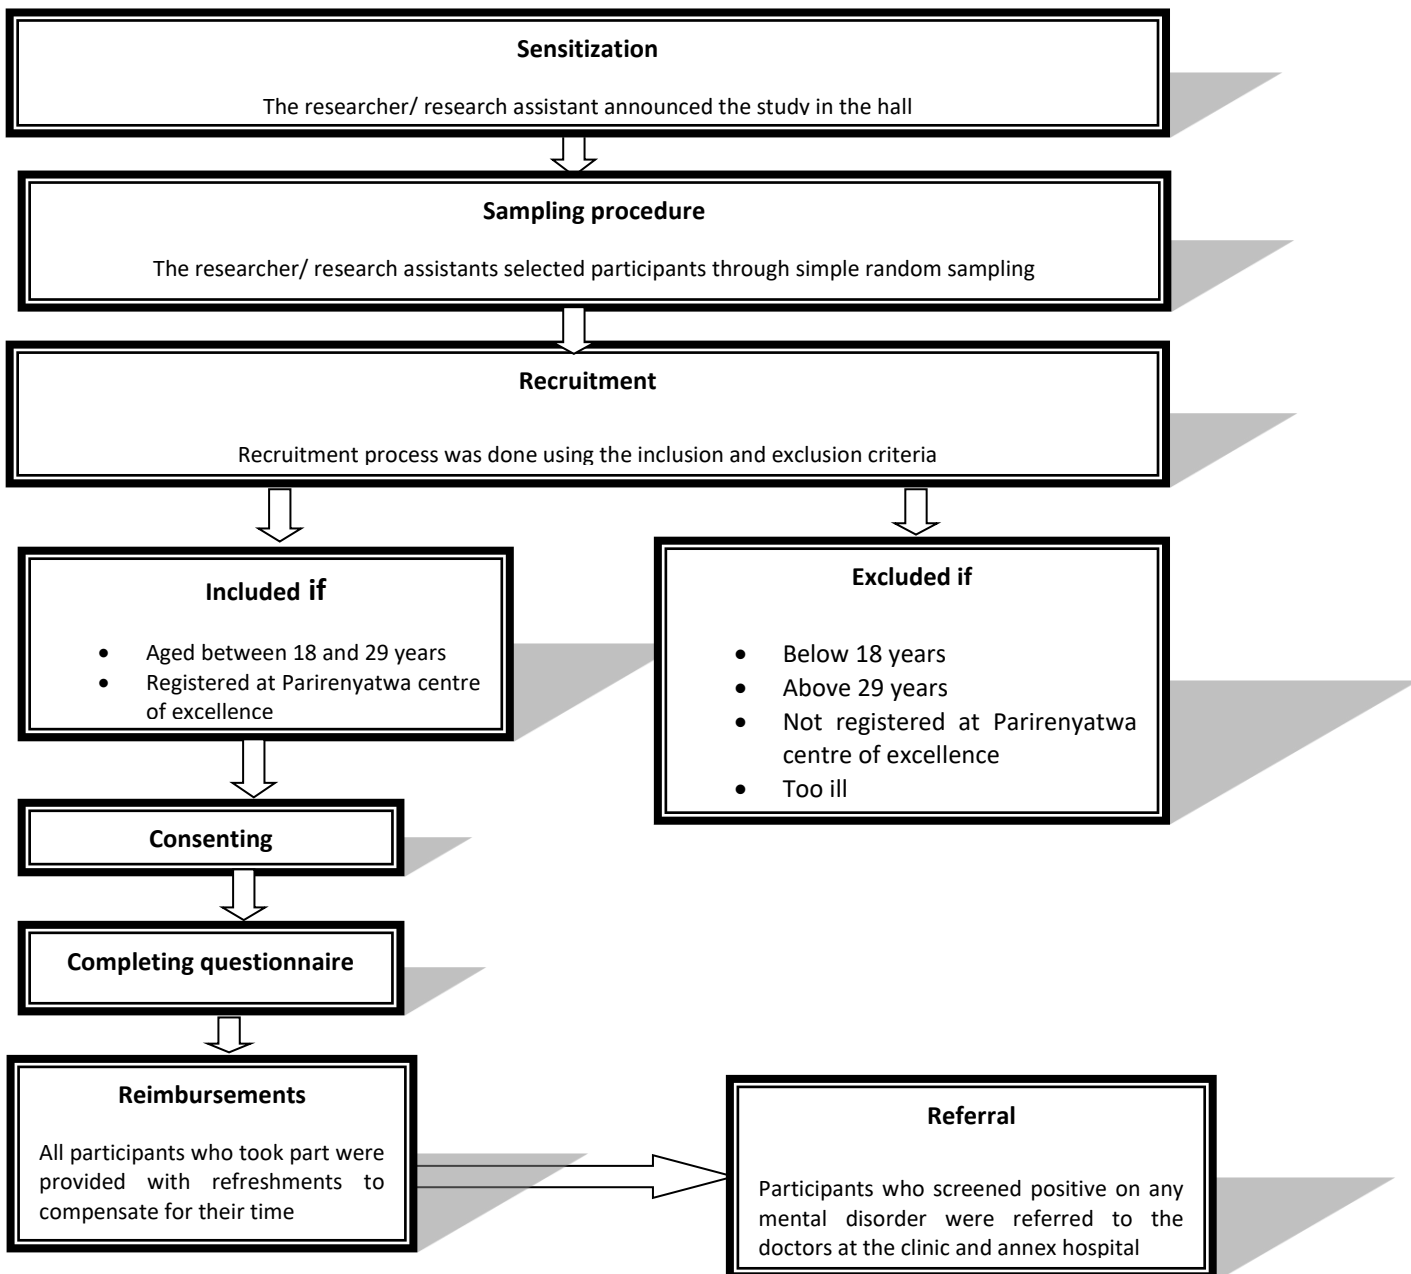 Sensitization
The researcher/ research assistant announced the study in the hall
Sampling procedure
The researcher/ research assistants selected participants through simple random sampling
Recruitment
Recruitment process was done using the inclusion and exclusion criteria
Included if
• Aged between 18 and 29 years
• Registered at Parirenyatwa centre
of excellence
Excluded if
• Below 18 years
• Above 29 years
• Not registered at Parirenyatwa
centre of excellence
• Too ill
Consenting
Completing questionnaire
Reimbursements
All participants who took part were
provided with refreshments to
compensate for their time
Referral
Participants who screened positive on any
mental disorder were referred to the
doctors at the clinic and annex hospital